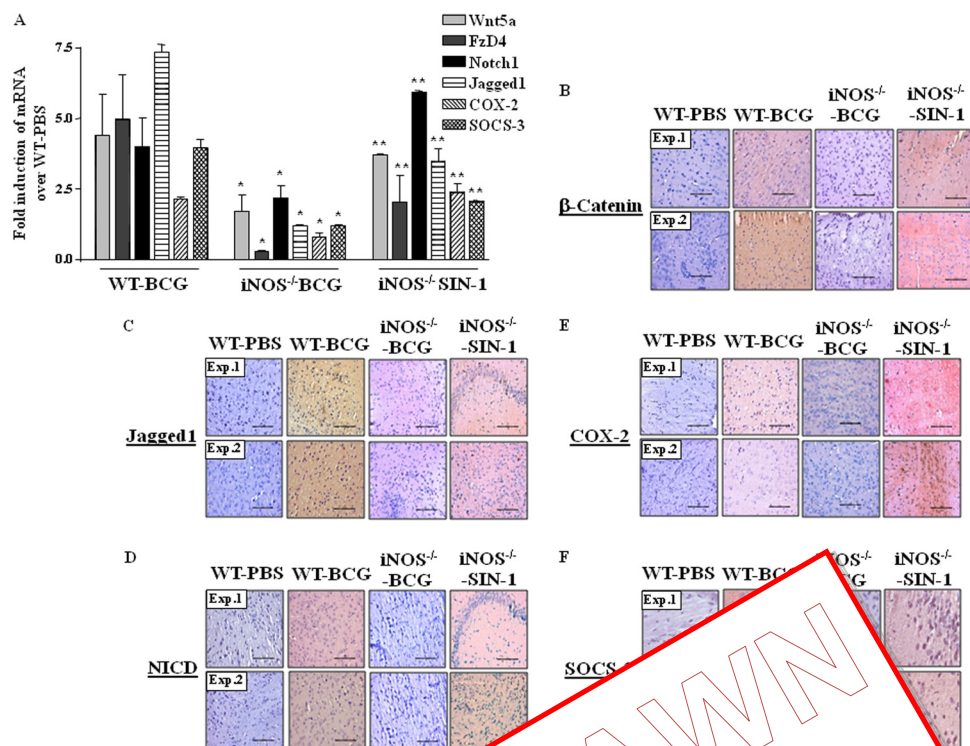 A
Fold induction of mRNA
over WT-PBS
7.5
5.0
2.5
0.0
Wnt5a
FzD4
Notch1
Jagged1
COX-2
SOCS-3
* * * * * *
** ** ** ** ** **
WT-BCG
iNOS⁻/⁻BCG
iNOS⁻/⁻SIN-1
B
WT-PBS WT-BCG iNOS⁻/⁻-BCG iNOS⁻/⁻-SIN-1
β-Catenin
Exp.1
Exp.2
C
WT-PBS WT-BCG iNOS⁻/⁻-BCG iNOS⁻/⁻-SIN-1
Jagged1
Exp.1
Exp.2
E
WT-PBS WT-BCG iNOS⁻/⁻-BCG iNOS⁻/⁻-SIN-1
COX-2
Exp.1
Exp.2
D
WT-PBS WT-BCG iNOS⁻/⁻-BCG iNOS⁻/⁻-SIN-1
NICD
Exp.1
Exp.2
F
WT-PBS iNOS⁻/⁻-SIN-1
Exp.1
AWN